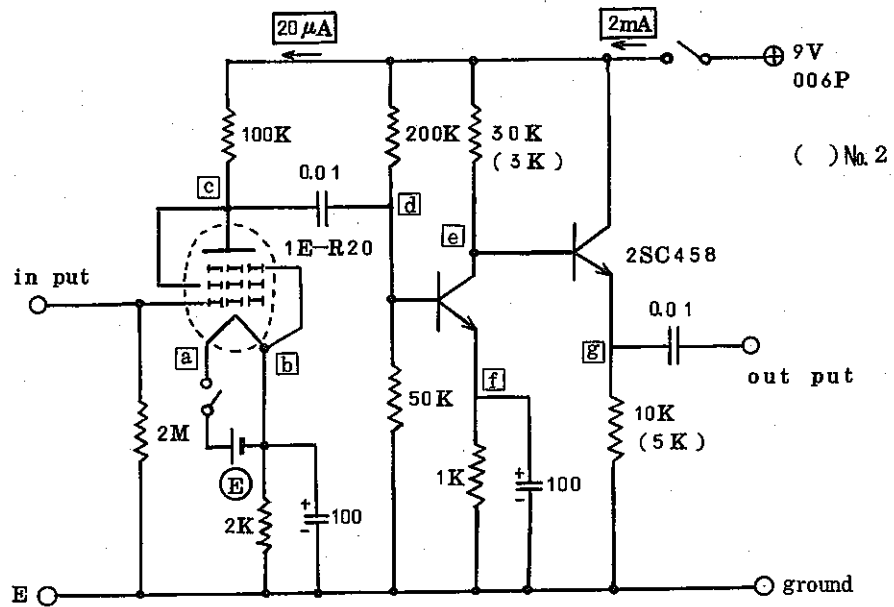 20μA
2mA
9V
006P
100K
200K
30K
(3K)
( )No.2
c
0.01
d
1E-R20
e
2SC458
in put
0.01
a
b
g
f
out put
50K
10K
(5K)
2M
E
1K
100
2K
100
E
ground